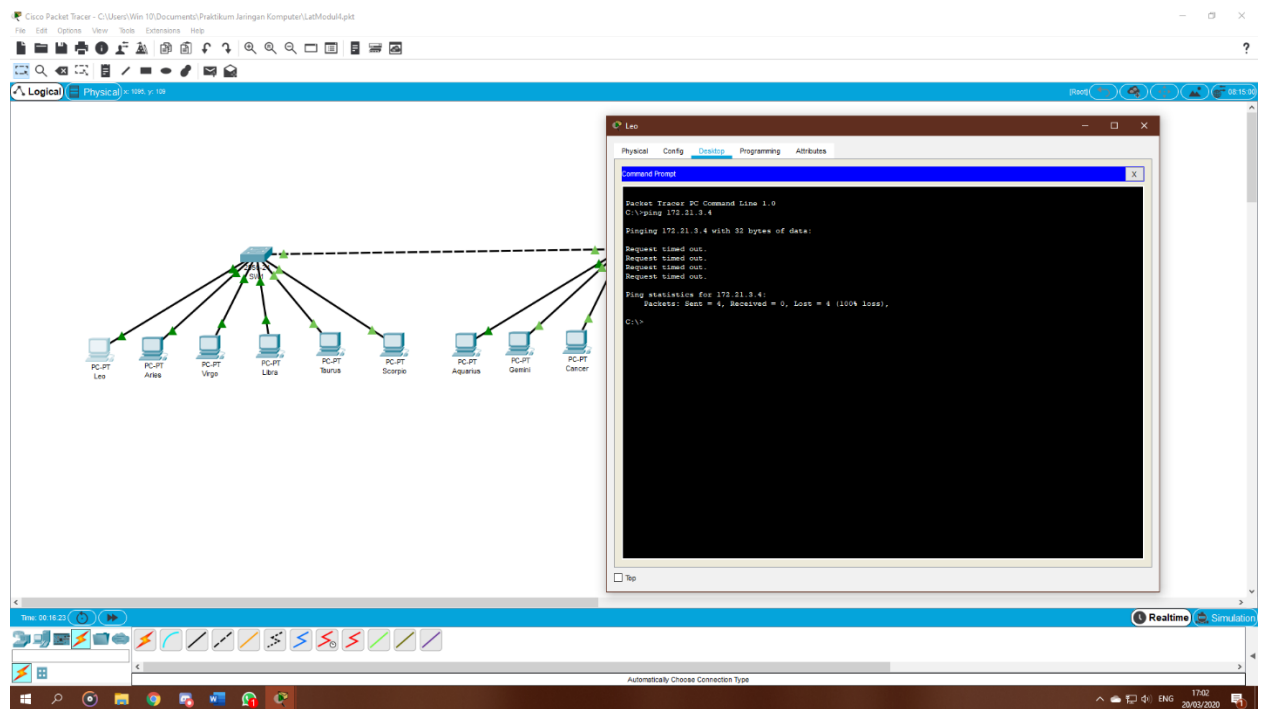 Cisco Packet Tracer - C:\Users\Win 10\Documents\Praktikum Jaringan Komputer\LatModul4.pkt
File Edit Options View Tools Extensions Help
?
Logical Physical x: 1095, y: 109 [Root] 08:15:00
Leo
Physical Config Desktop Programming Attributes
Command Prompt X
Packet Tracer PC Command Line 1.0
C:\>ping 172.21.3.4
Pinging 172.21.3.4 with 32 bytes of data:
Request timed out.
Request timed out.
Request timed out.
Request timed out.
Ping statistics for 172.21.3.4:
Packets: Sent = 4, Received = 0, Lost = 4 (100% loss),
C:\>
Top
SW1
PC-PT
Leo
PC-PT
Aries
PC-PT
Virgo
PC-PT
Libra
PC-PT
Taurus
PC-PT
Scorpio
PC-PT
Aquarius
PC-PT
Gemini
PC-PT
Cancer
Time: 00:16:23 Realtime Simulation
Automatically Choose Connection Type
ENG 17:02
20/03/2020